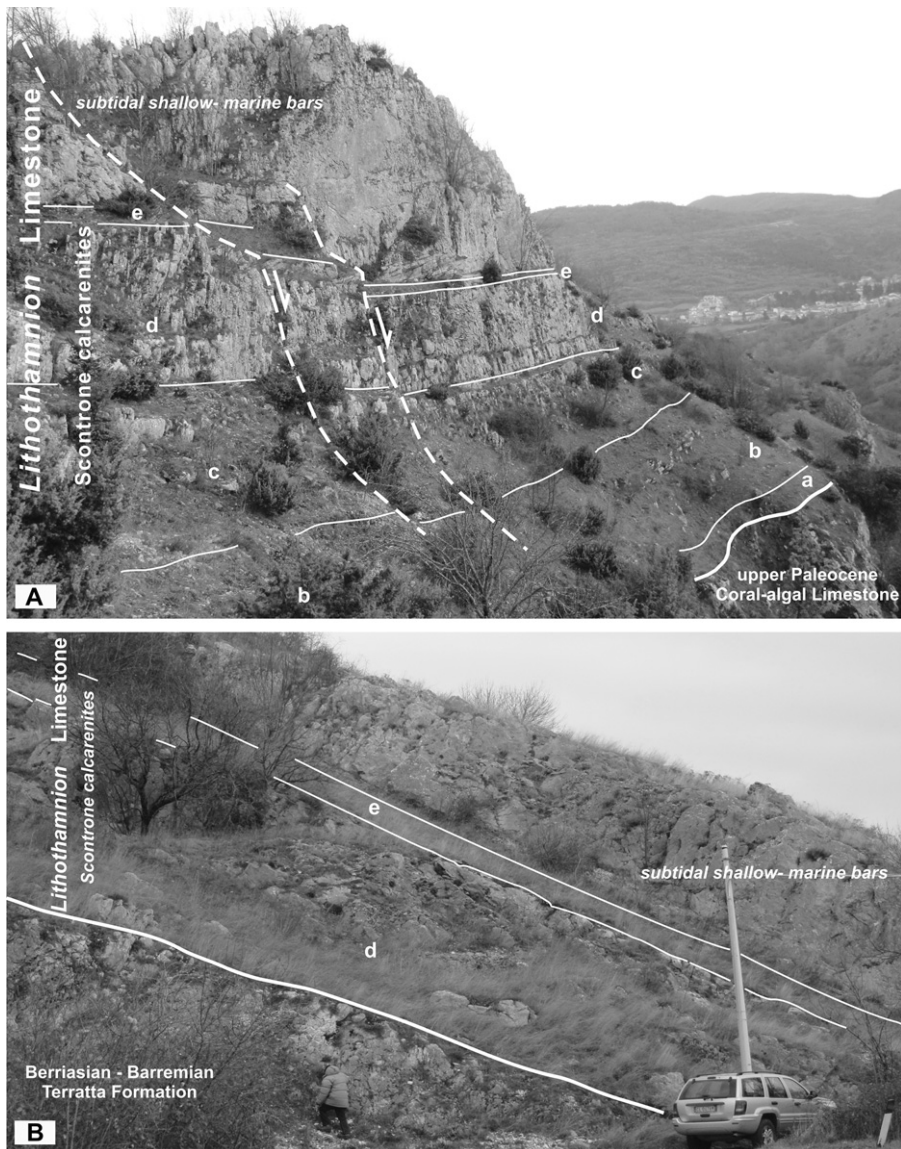 subtidal shallow- marine bars
Lithothamnion Limestone
Scontrone calcarenites
e
e
d
d
c
c
b
a
b
upper Paleocene
Coral-algal Limestone
A
Lithothamnion Limestone
Scontrone calcarenites /
e
subtidal shallow- marine bars
d
Berriasian - Barremian
Terratta Formation
B